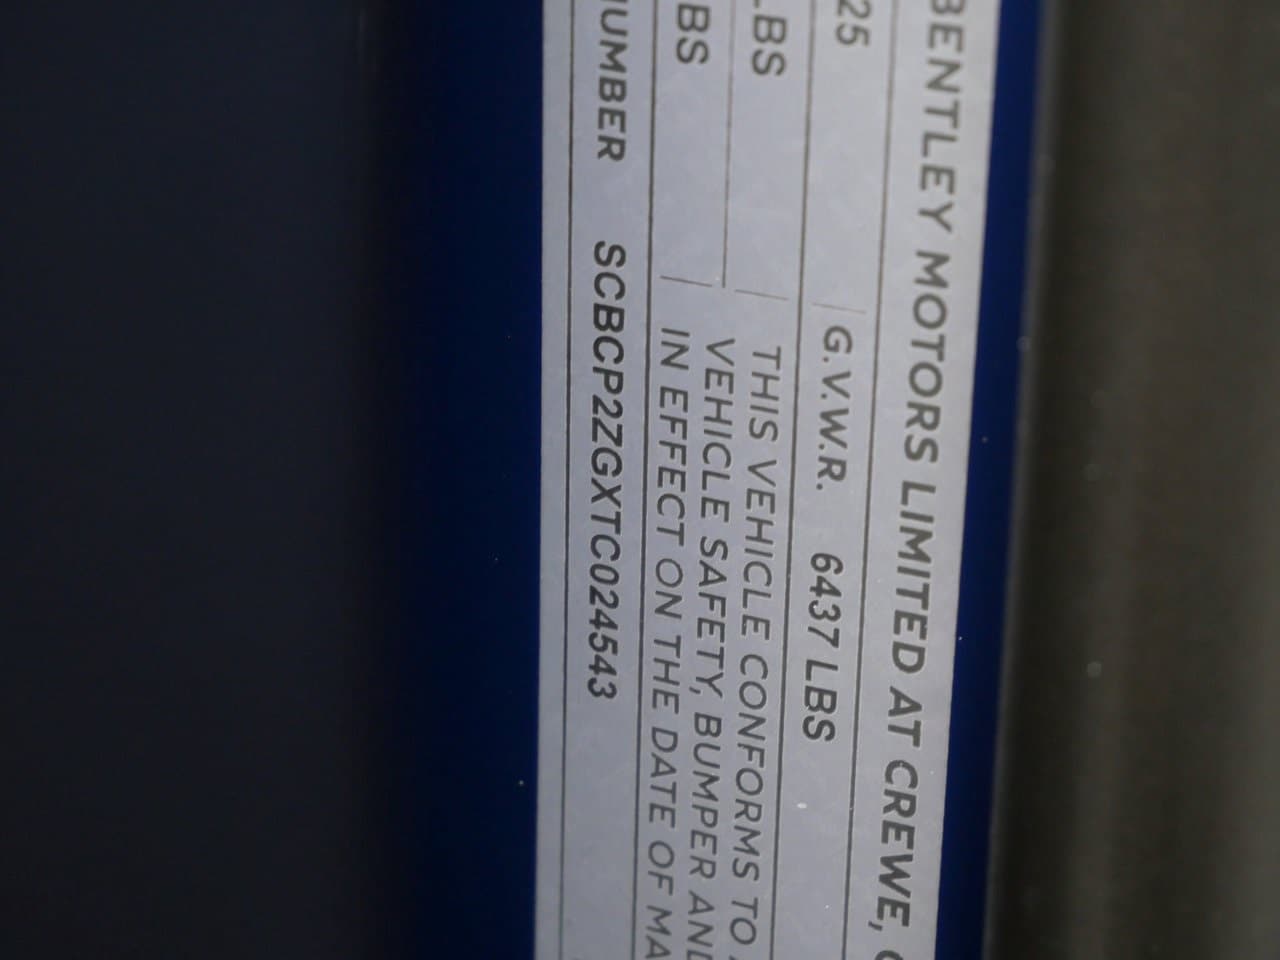 BENTLEY MOTORS LIMITED AT CREWE,
25 G.V.W.R. 6437 LBS
LBS THIS VEHICLE CONFORMS TO
VEHICLE SAFETY, BUMPER AND
BS IN EFFECT ON THE DATE OF MA
NUMBER SCBCP2ZGXTC024543